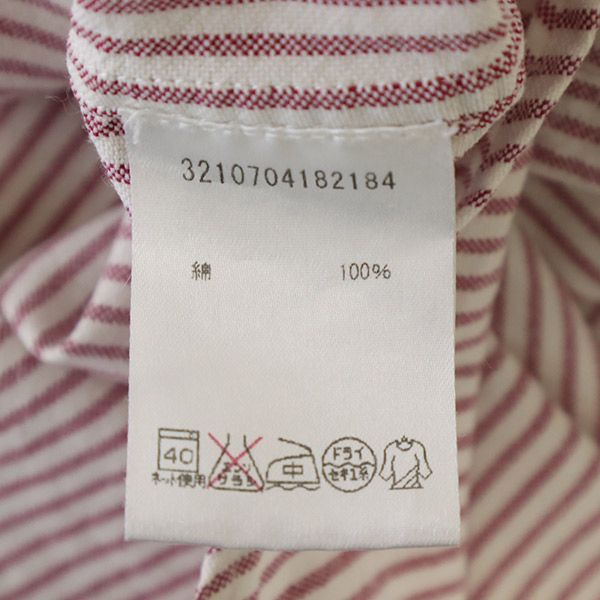 3210704182184
綿 100%
40
ネット使用
エンソ
サラシ
中
ドライ
セキユ系